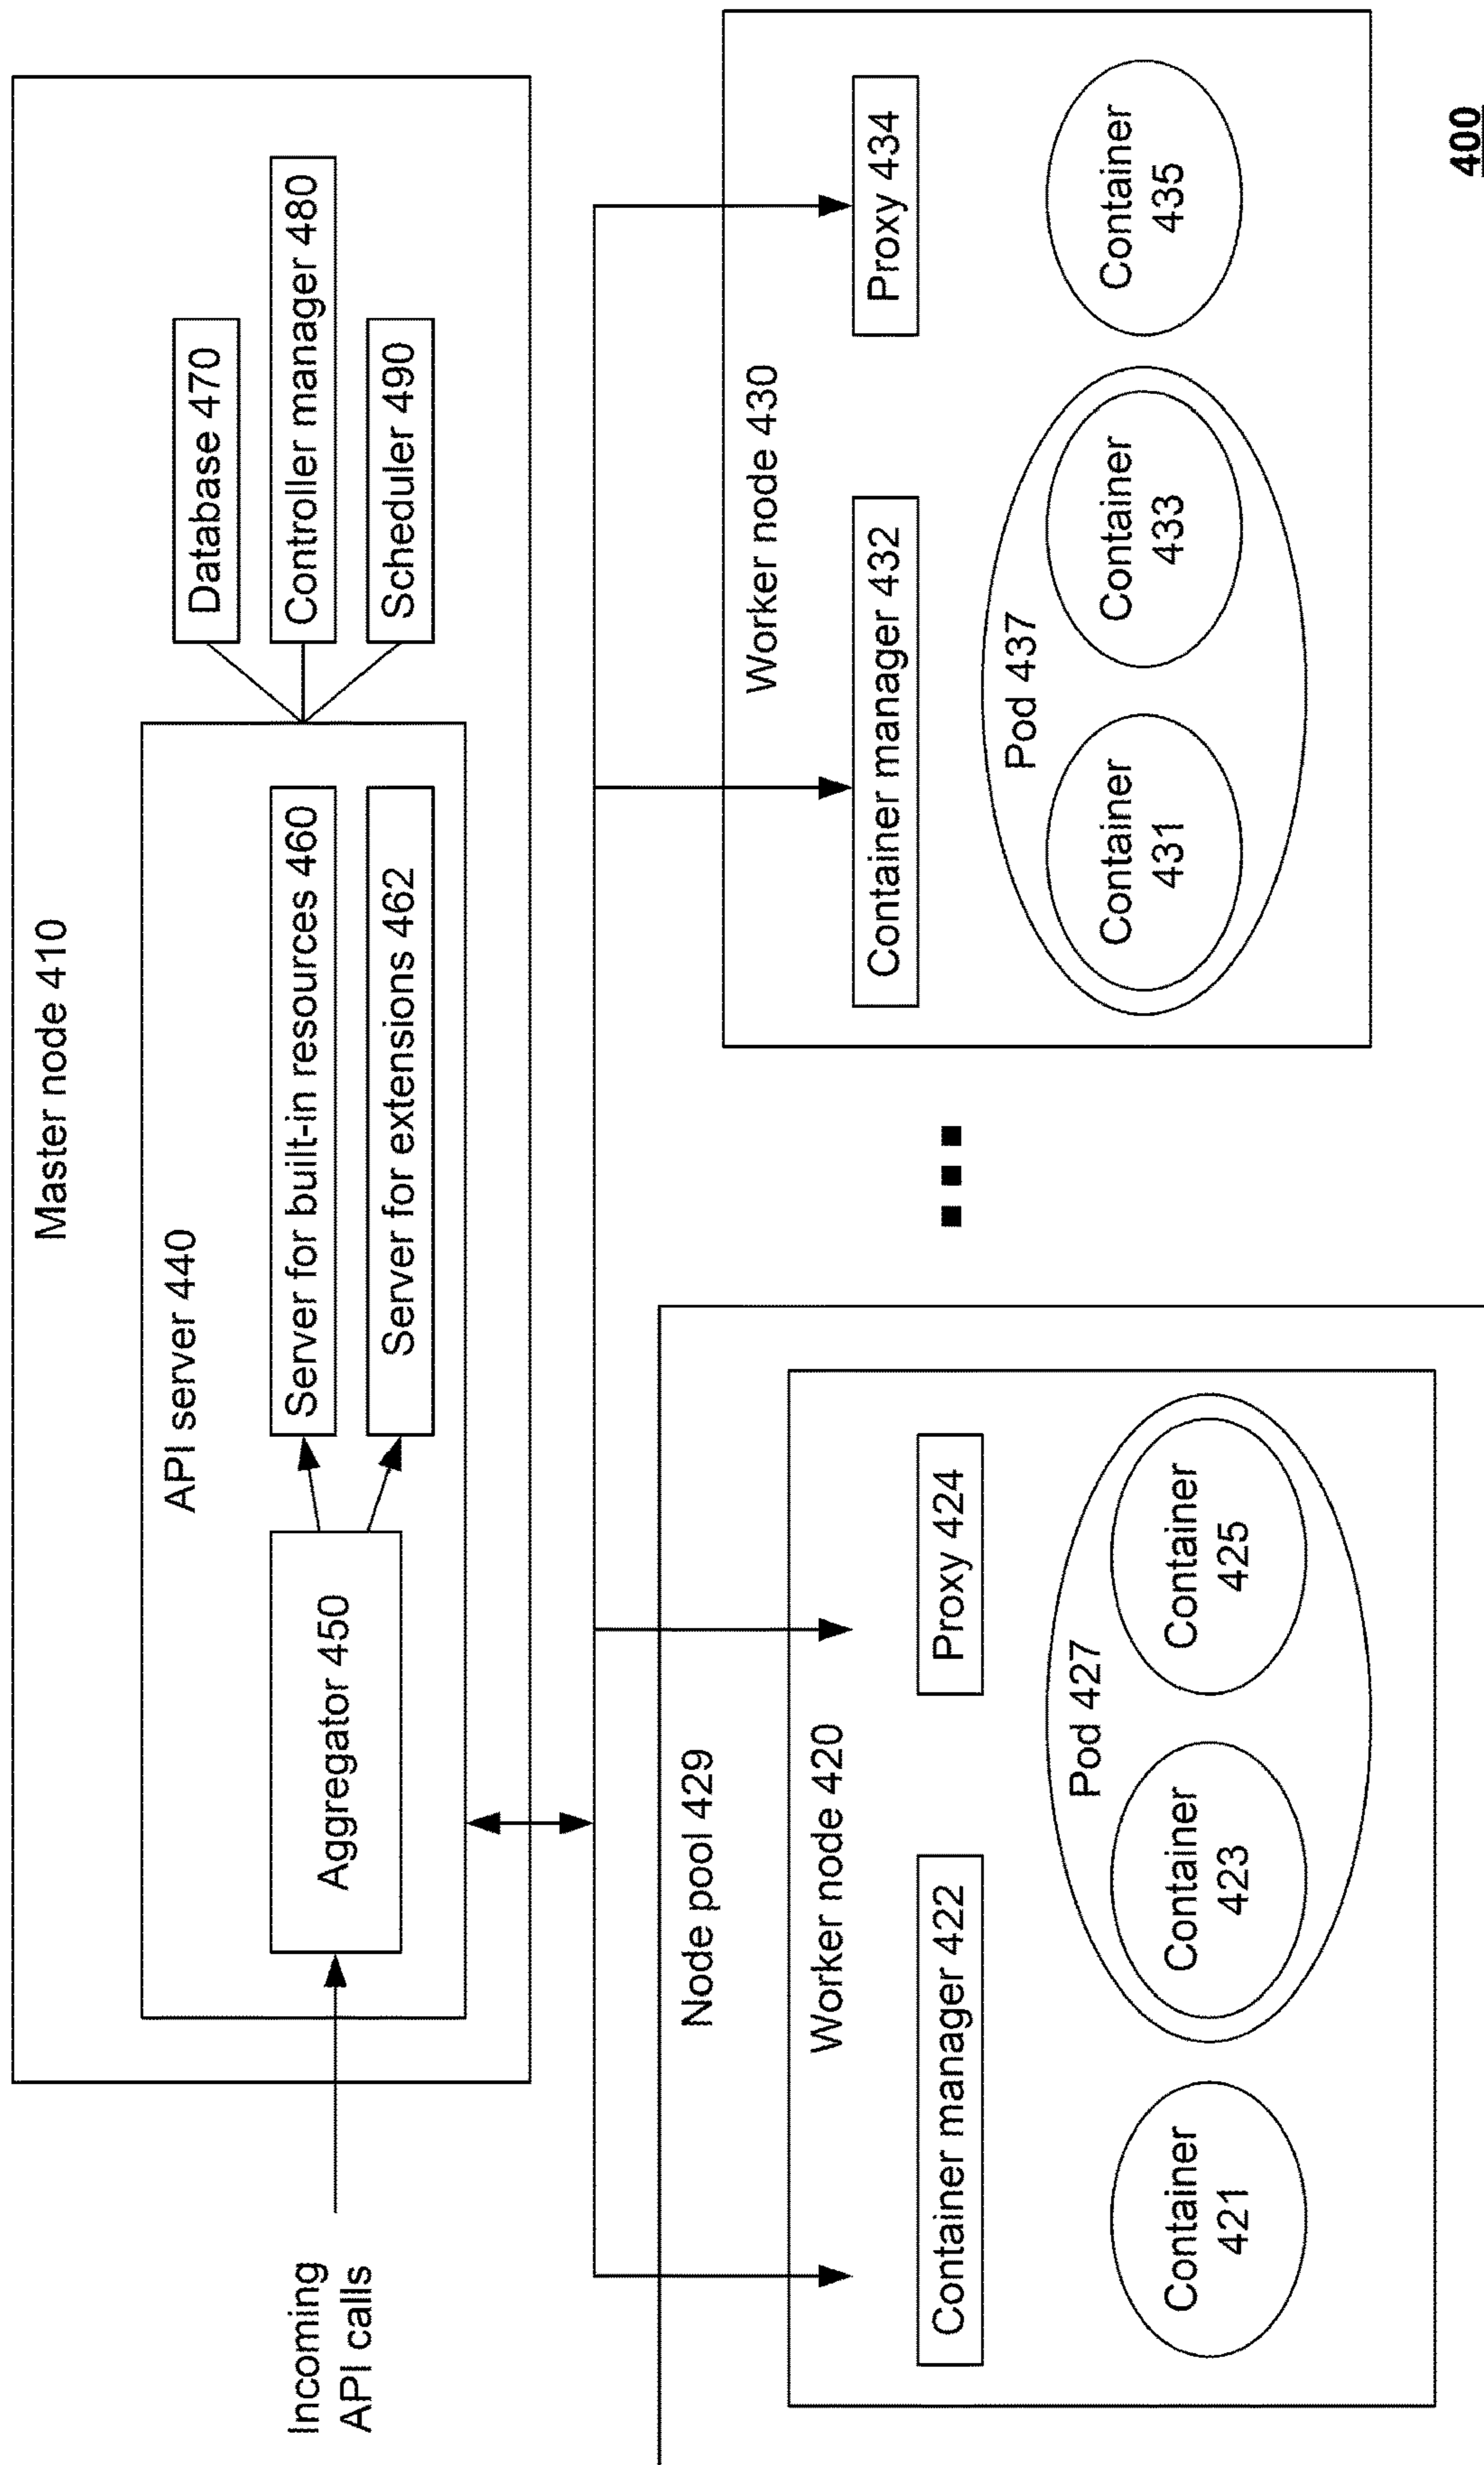 Master node 410
API server 440
Incoming
API calls
Aggregator 450
Server for built-in resources 460
Server for extensions 462
Database 470
Controller manager 480
Scheduler 490
Node pool 429
Worker node 420
Container manager 422
Proxy 424
Container
421
Pod 427
Container
423
Container
425
Worker node 430
Container manager 432
Proxy 434
Pod 437
Container
431
Container
433
Container
435
400